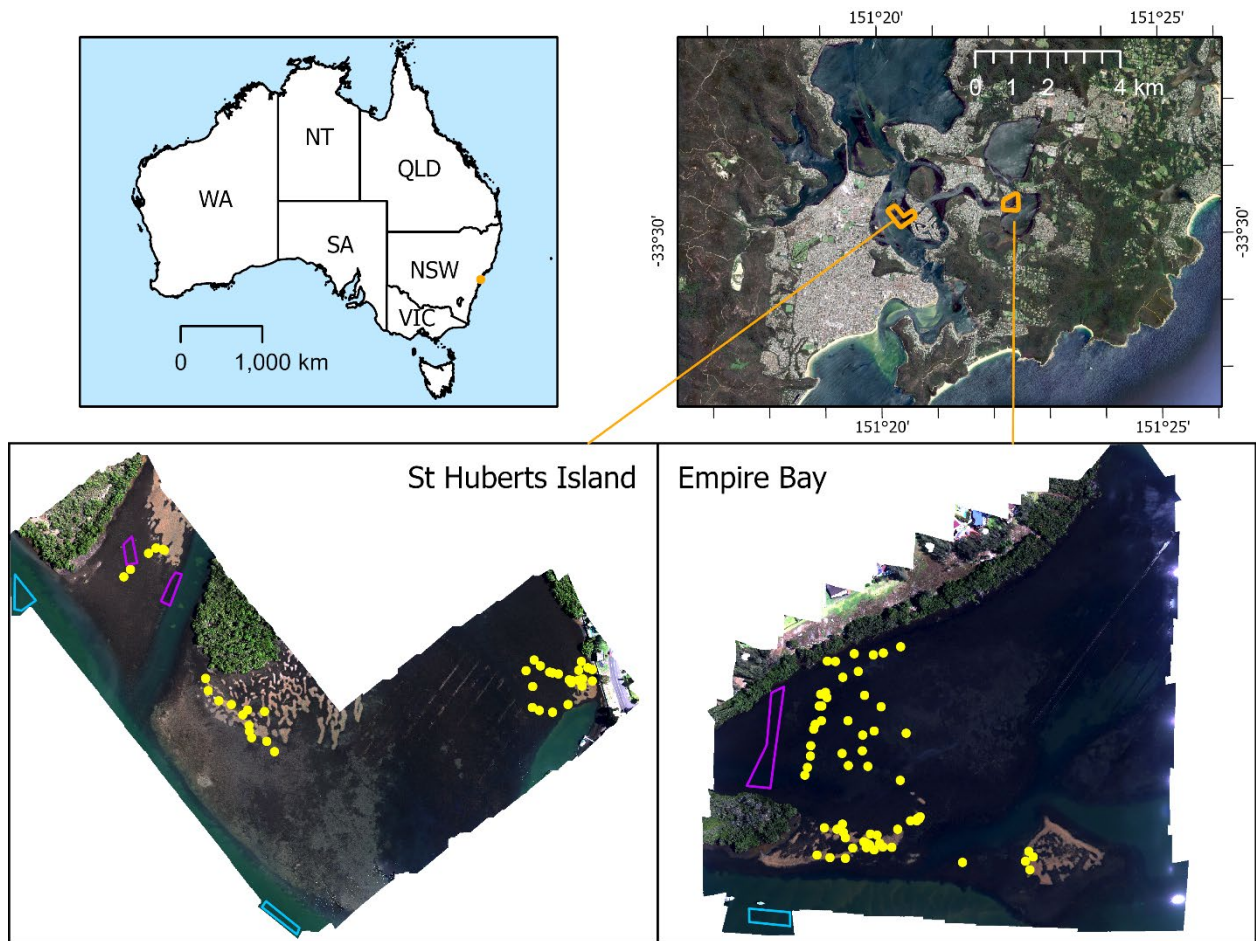 151°20'
151°25'
NT
QLD
WA
SA
NSW
VIC
0
1,000 km
0
1
2
4 km
-33°30'
-33°30'
151°20'
151°25'
St Huberts Island
Empire Bay